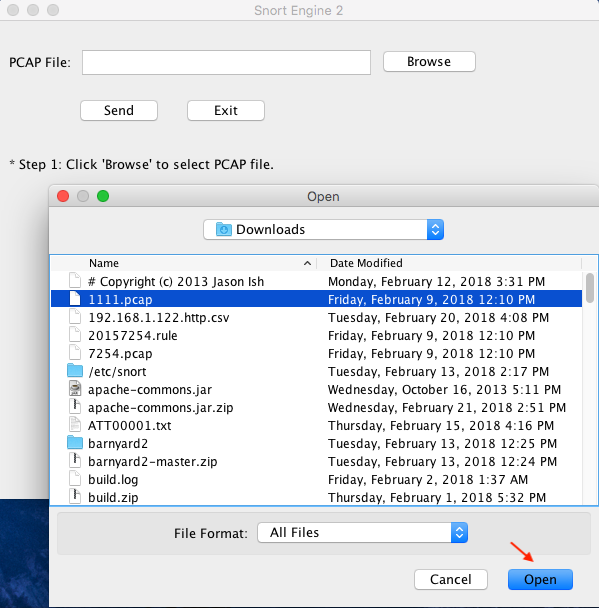 Snort Engine 2
PCAP File: Browse
Send Exit
* Step 1: Click 'Browse' to select PCAP file.
Open
Downloads
Name Date Modified
# Copyright (c) 2013 Jason Ish Monday, February 12, 2018 3:31 PM
1111.pcap Friday, February 9, 2018 12:10 PM
192.168.1.122.http.csv Tuesday, February 20, 2018 4:08 PM
20157254.rule Friday, February 9, 2018 12:10 PM
7254.pcap Friday, February 9, 2018 12:10 PM
/etc/snort Tuesday, February 13, 2018 2:17 PM
apache-commons.jar Wednesday, October 16, 2013 5:11 PM
apache-commons.jar.zip Wednesday, February 21, 2018 2:51 PM
ATT00001.txt Thursday, February 15, 2018 4:16 PM
barnyard2 Tuesday, February 13, 2018 12:25 PM
barnyard2-master.zip Tuesday, February 13, 2018 12:24 PM
build.log Friday, February 2, 2018 1:37 AM
build.zip Thursday, February 1, 2018 5:32 PM
File Format: All Files
Cancel Open